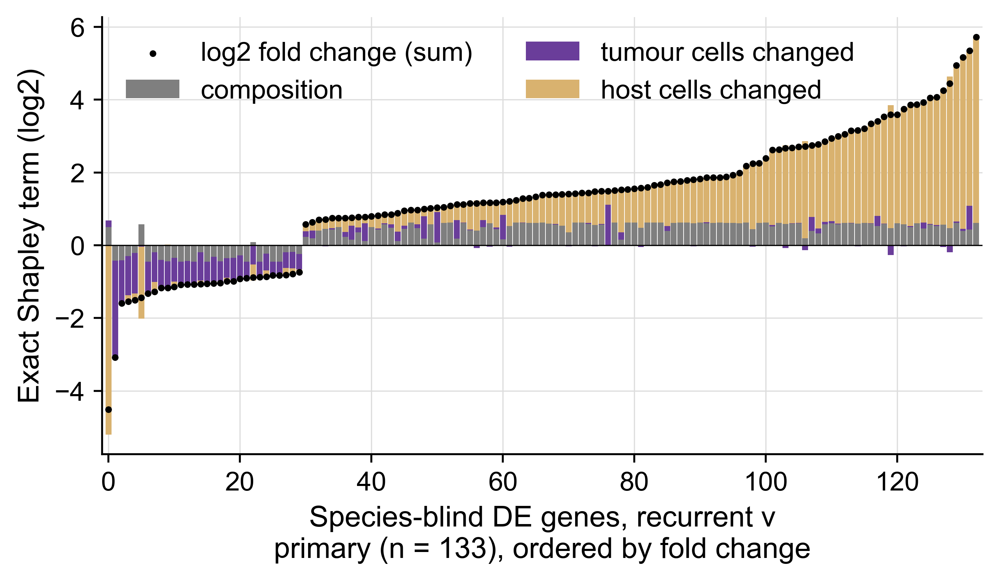 Exact Shapley term (log2)
6
4
2
0
−2
−4
log2 fold change (sum)
composition
tumour cells changed
host cells changed
0
20
40
60
80
100
120
Species-blind DE genes, recurrent v
primary (n = 133), ordered by fold change